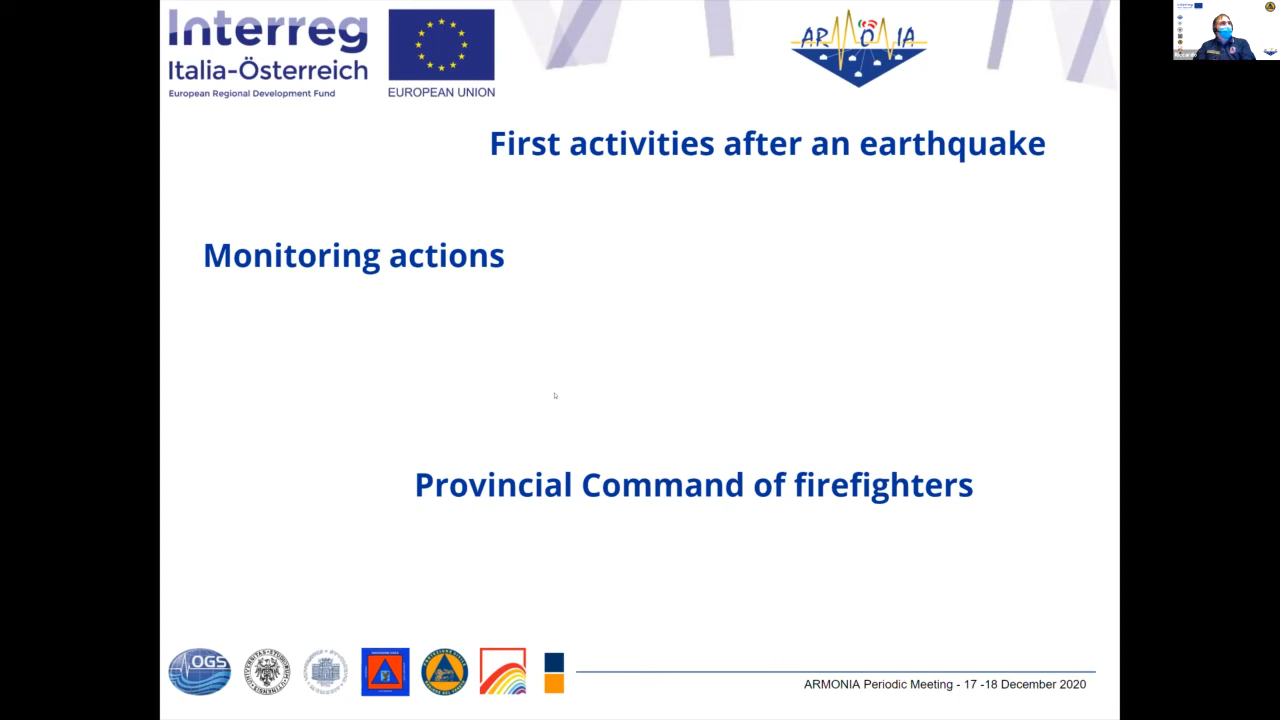 Interreg
Italia-Österreich
European Regional Development Fund
EUROPEAN UNION
ARMONIA
First activities after an earthquake
Monitoring actions
Provincial Command of firefighters
OGS
ARMONIA Periodic Meeting - 17 -18 December 2020